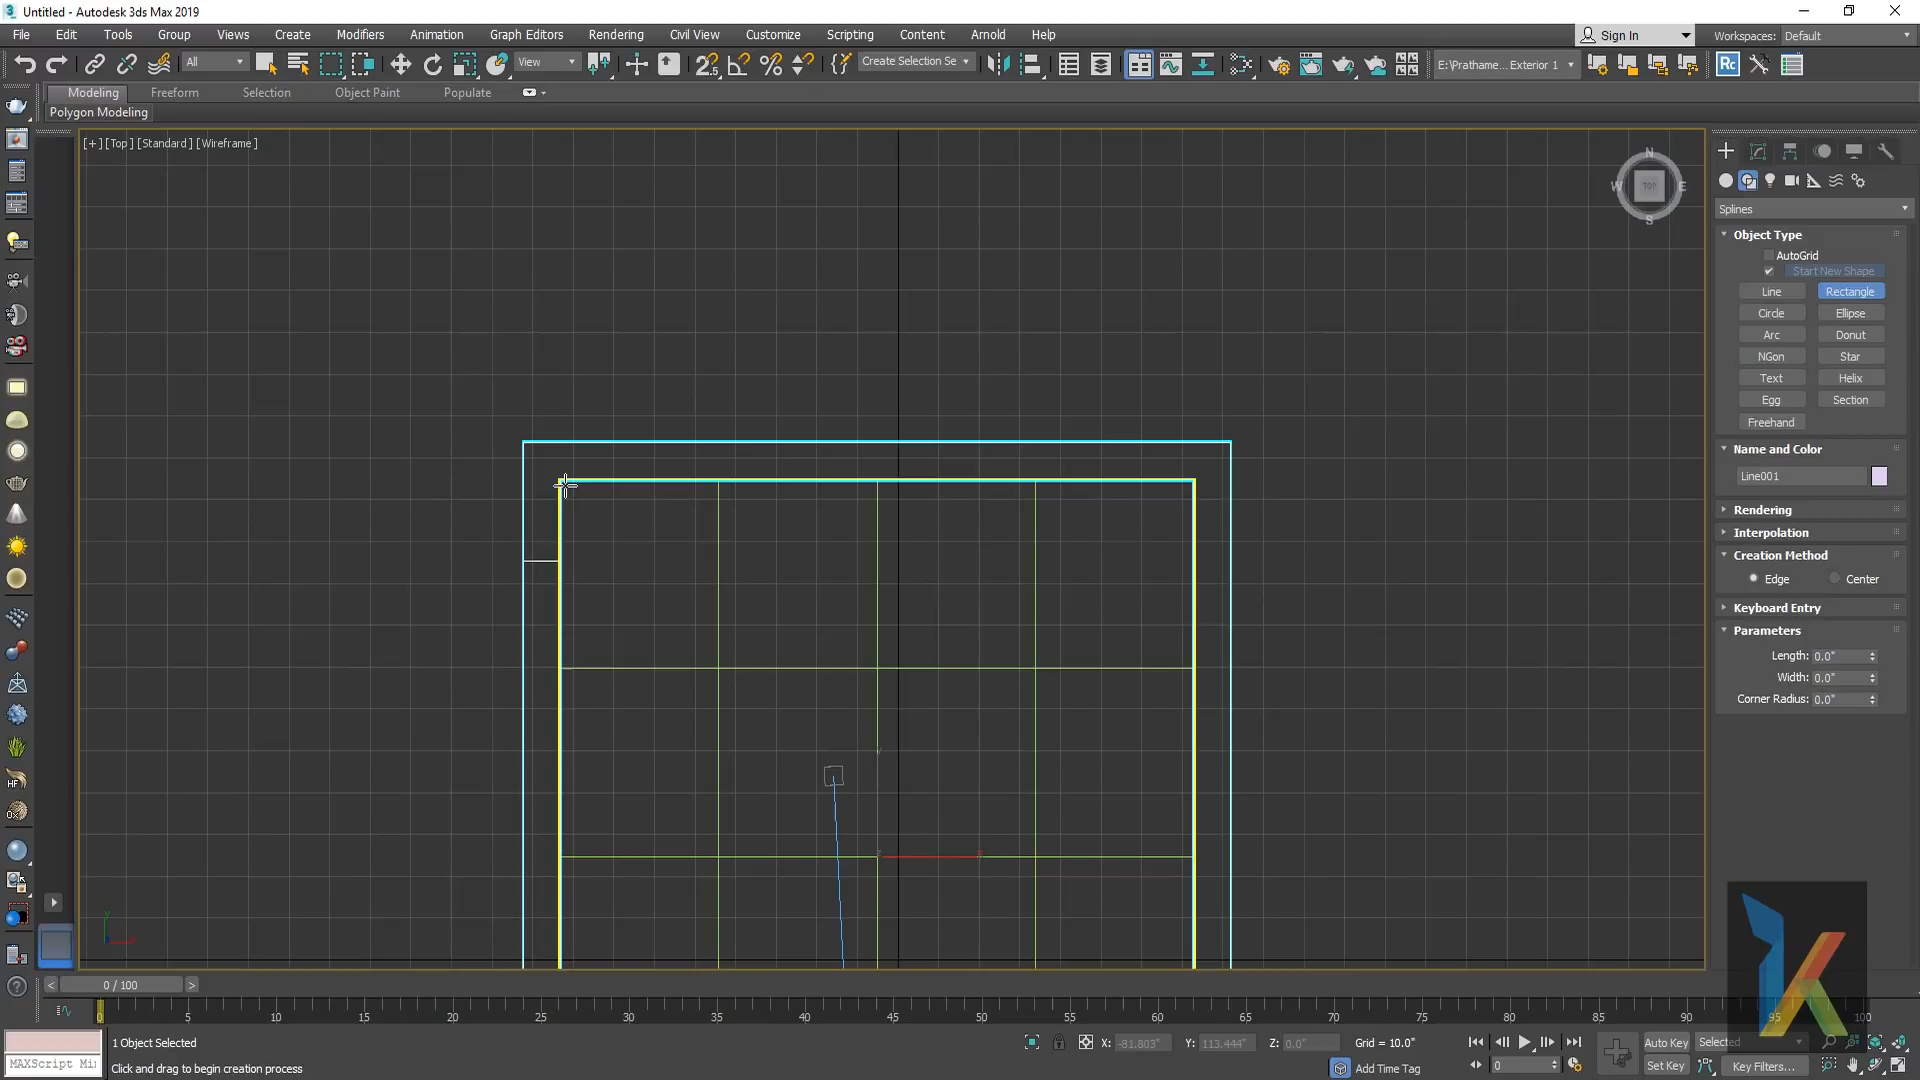 Untitled - Autodesk 3ds Max 2019
File Edit Tools Group Views Create Modifiers Animation Graph Editors Rendering Civil View Customize Scripting Content Arnold Help
Sign In Workspaces: Default
All View Create Selection Se E:\Prathame... Exterior 1
Rc
Modeling Freeform Selection Object Paint Populate
Polygon Modeling
[+] [Top] [Standard] [Wireframe]
N
W TOP E
S
Splines
Object Type
AutoGrid
Start New Shape
Line Rectangle
Circle Ellipse
Arc Donut
NGon Star
Text Helix
Egg Section
Freehand
Name and Color
Line001
Rendering
Interpolation
Creation Method
Edge Center
Keyboard Entry
Parameters
Length: 0.0"
Width: 0.0"
Corner Radius: 0.0"
HF
< 0 / 100 >
0 5 10 15 20 25 30 35 40 45 50 55 60 65 70 75 80 85 90 95 100
1 Object Selected X: -81.803" Y: 113.444" Z: 0.0" Grid = 10.0" Auto Key Selected
MAXScript Mi
Click and drag to begin creation process Add Time Tag 0 Set Key Key Filters...